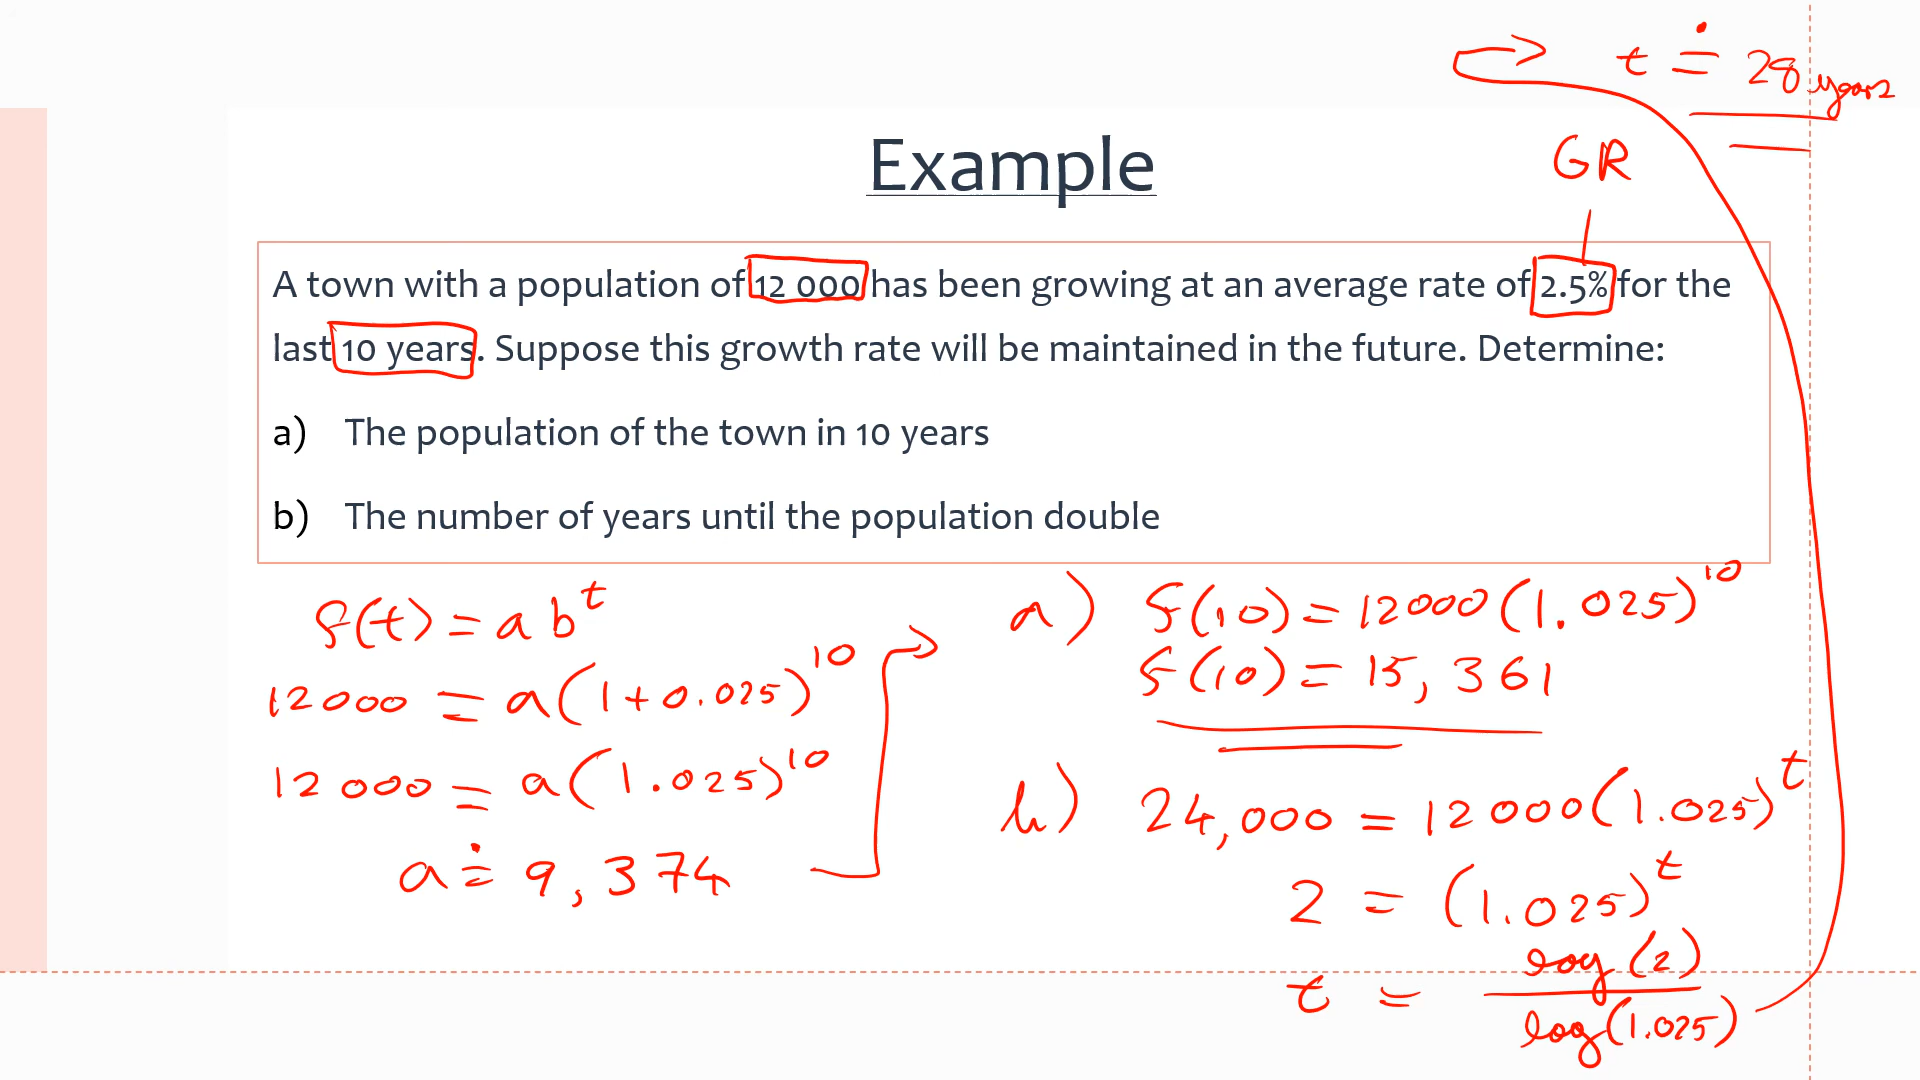 t ≐ 28 years
GR
Example
A town with a population of 12 000 has been growing at an average rate of 2.5% for the
last 10 years. Suppose this growth rate will be maintained in the future. Determine:
a) The population of the town in 10 years
b) The number of years until the population double
f(t) = ab^t
12000 = a(1+0.025)^10
12000 = a(1.025)^10
a ≐ 9,374
a) f(10) = 12000(1.025)^10
f(10) = 15,361
b) 24,000 = 12000(1.025)^t
2 = (1.025)^t
t = log(2)
log(1.025)